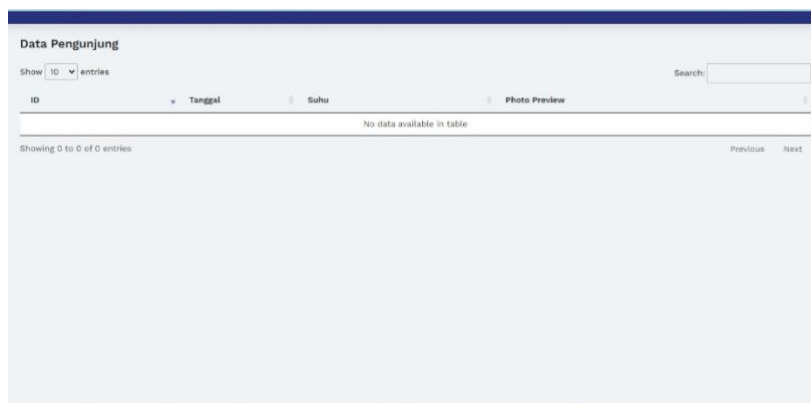 Data Pengunjung
Show 10 entries Search:
ID Tanggal Suhu Photo Preview
No data available in table
Showing 0 to 0 of 0 entries Previous Next